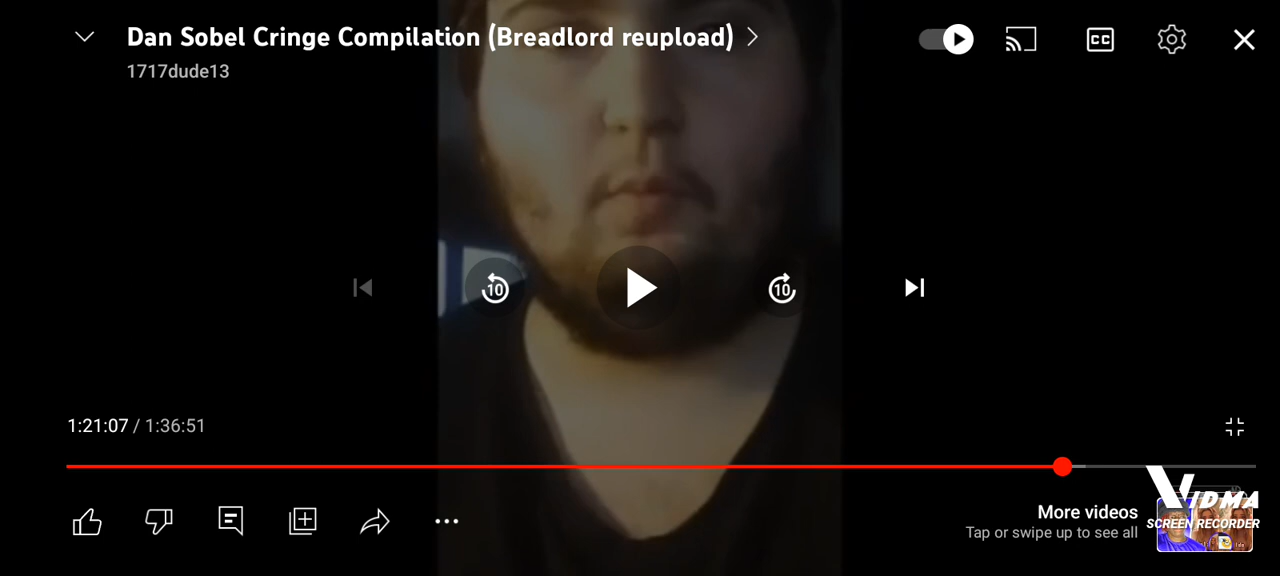 Dan Sobel Cringe Compilation (Breadlord reupload)
1717dude13
CC
10
10
1:21:07 / 1:36:51
More videos
Tap or swipe up to see all
VIDMA
SCREEN RECORDER